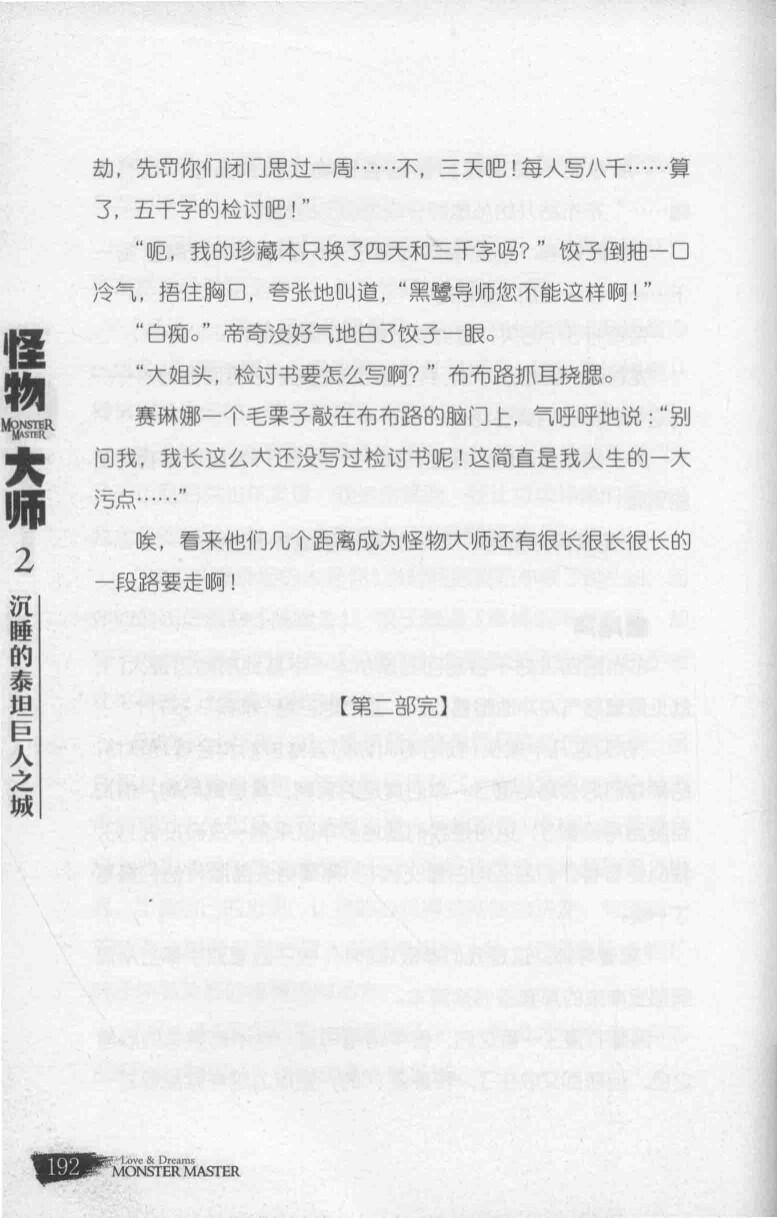 劫，先罚你们闭门思过一周……不，三天吧！每人写八千……算
了，五千字的检讨吧！”
“呃，我的珍藏本只换了四天和三千字吗？”饺子倒抽一口
冷气，捂住胸口，夸张地叫道，“黑鹭导师您不能这样啊！”
“白痴。”帝奇没好气地白了饺子一眼。
“大姐头，检讨书要怎么写啊？”布布路抓耳挠腮。
赛琳娜一个毛栗子敲在布布路的脑门上，气呼呼地说：“别
问我，我长这么大还没写过检讨书呢！这简直是我人生的一大
污点……”
唉，看来他们几个距离成为怪物大师还有很长很长很长的
一段路要走啊！
【第二部完】
怪物
MONSTER
MASTER
大师
2
沉睡的泰坦巨人之城
192
Love & Dreams
MONSTER MASTER